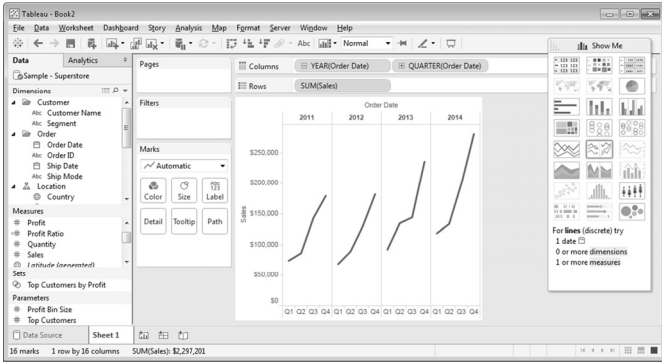 Tableau - Book2
File Data Worksheet Dashboard Story Analysis Map Format Server Window Help
Abc Normal
Data Analytics
Sample - Superstore
Dimensions
Customer
Abc Customer Name
Abc Segment
Order
Order Date
Abc Order ID
Ship Date
Abc Ship Mode
Location
Country
Measures
# Profit
=# Profit Ratio
# Quantity
# Sales
Latitude (generated)
Sets
Top Customers by Profit
Parameters
# Profit Bin Size
# Top Customers
Pages
Filters
Marks
Automatic
Color Size Abc 123 Label
Detail Tooltip Path
Columns YEAR(Order Date) QUARTER(Order Date)
Rows SUM(Sales)
Order Date
2011 2012 2013 2014
Sales
$250,000
$200,000
$150,000
$100,000
$50,000
$0
Q1 Q2 Q3 Q4 Q1 Q2 Q3 Q4 Q1 Q2 Q3 Q4 Q1 Q2 Q3 Q4
Show Me
For lines (discrete) try
1 date
0 or more dimensions
1 or more measures
Data Source Sheet 1
16 marks 1 row by 16 columns SUM(Sales): $2,297,201